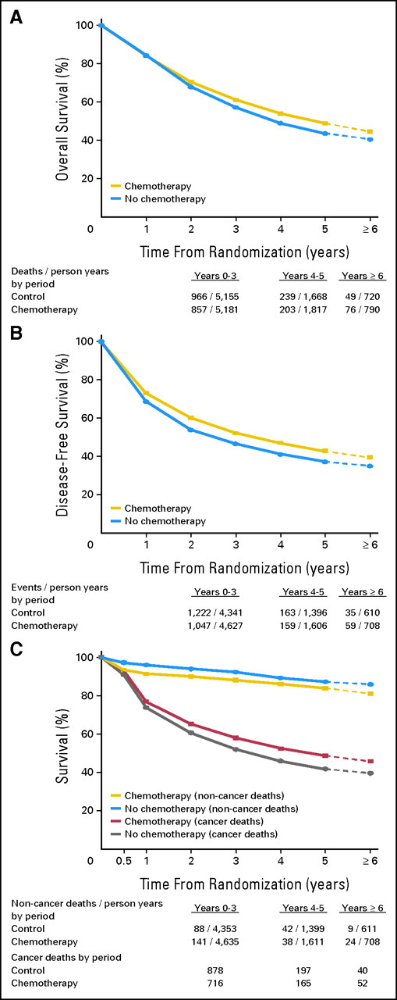 A
Overall Survival (%)
100
80
60
40
20
Chemotherapy
No chemotherapy
0 1 2 3 4 5 ≥ 6
Time From Randomization (years)
Deaths / person years
by period
Years 0-3 Years 4-5 Years ≥ 6
Control 966 / 5,155 239 / 1,668 49 / 720
Chemotherapy 857 / 5,181 203 / 1,817 76 / 790
B
Disease-Free Survival (%)
100
80
60
40
20
Chemotherapy
No chemotherapy
0 1 2 3 4 5 ≥ 6
Time From Randomization (years)
Events / person years
by period
Years 0-3 Years 4-5 Years ≥ 6
Control 1,222 / 4,341 163 / 1,396 35 / 610
Chemotherapy 1,047 / 4,627 159 / 1,606 59 / 708
C
Survival (%)
100
80
60
40
20
Chemotherapy (non-cancer deaths)
No chemotherapy (non-cancer deaths)
Chemotherapy (cancer deaths)
No chemotherapy (cancer deaths)
0 0.5 1 2 3 4 5 ≥ 6
Time From Randomization (years)
Non-cancer deaths / person years
by period
Years 0-3 Years 4-5 Years ≥ 6
Control 88 / 4,353 42 / 1,399 9 / 611
Chemotherapy 141 / 4,635 38 / 1,611 24 / 708
Cancer deaths by period
Control 878 197 40
Chemotherapy 716 165 52